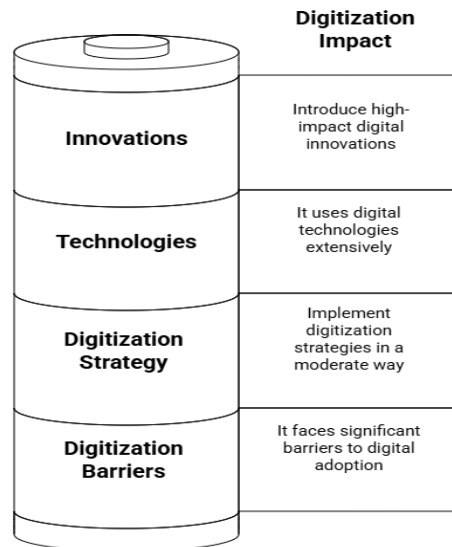 Digitization
Impact
Innovations
Introduce high-
impact digital
innovations
Technologies
It uses digital
technologies
extensively
Digitization
Strategy
Implement
digitization
strategies in a
moderate way
Digitization
Barriers
It faces significant
barriers to digital
adoption